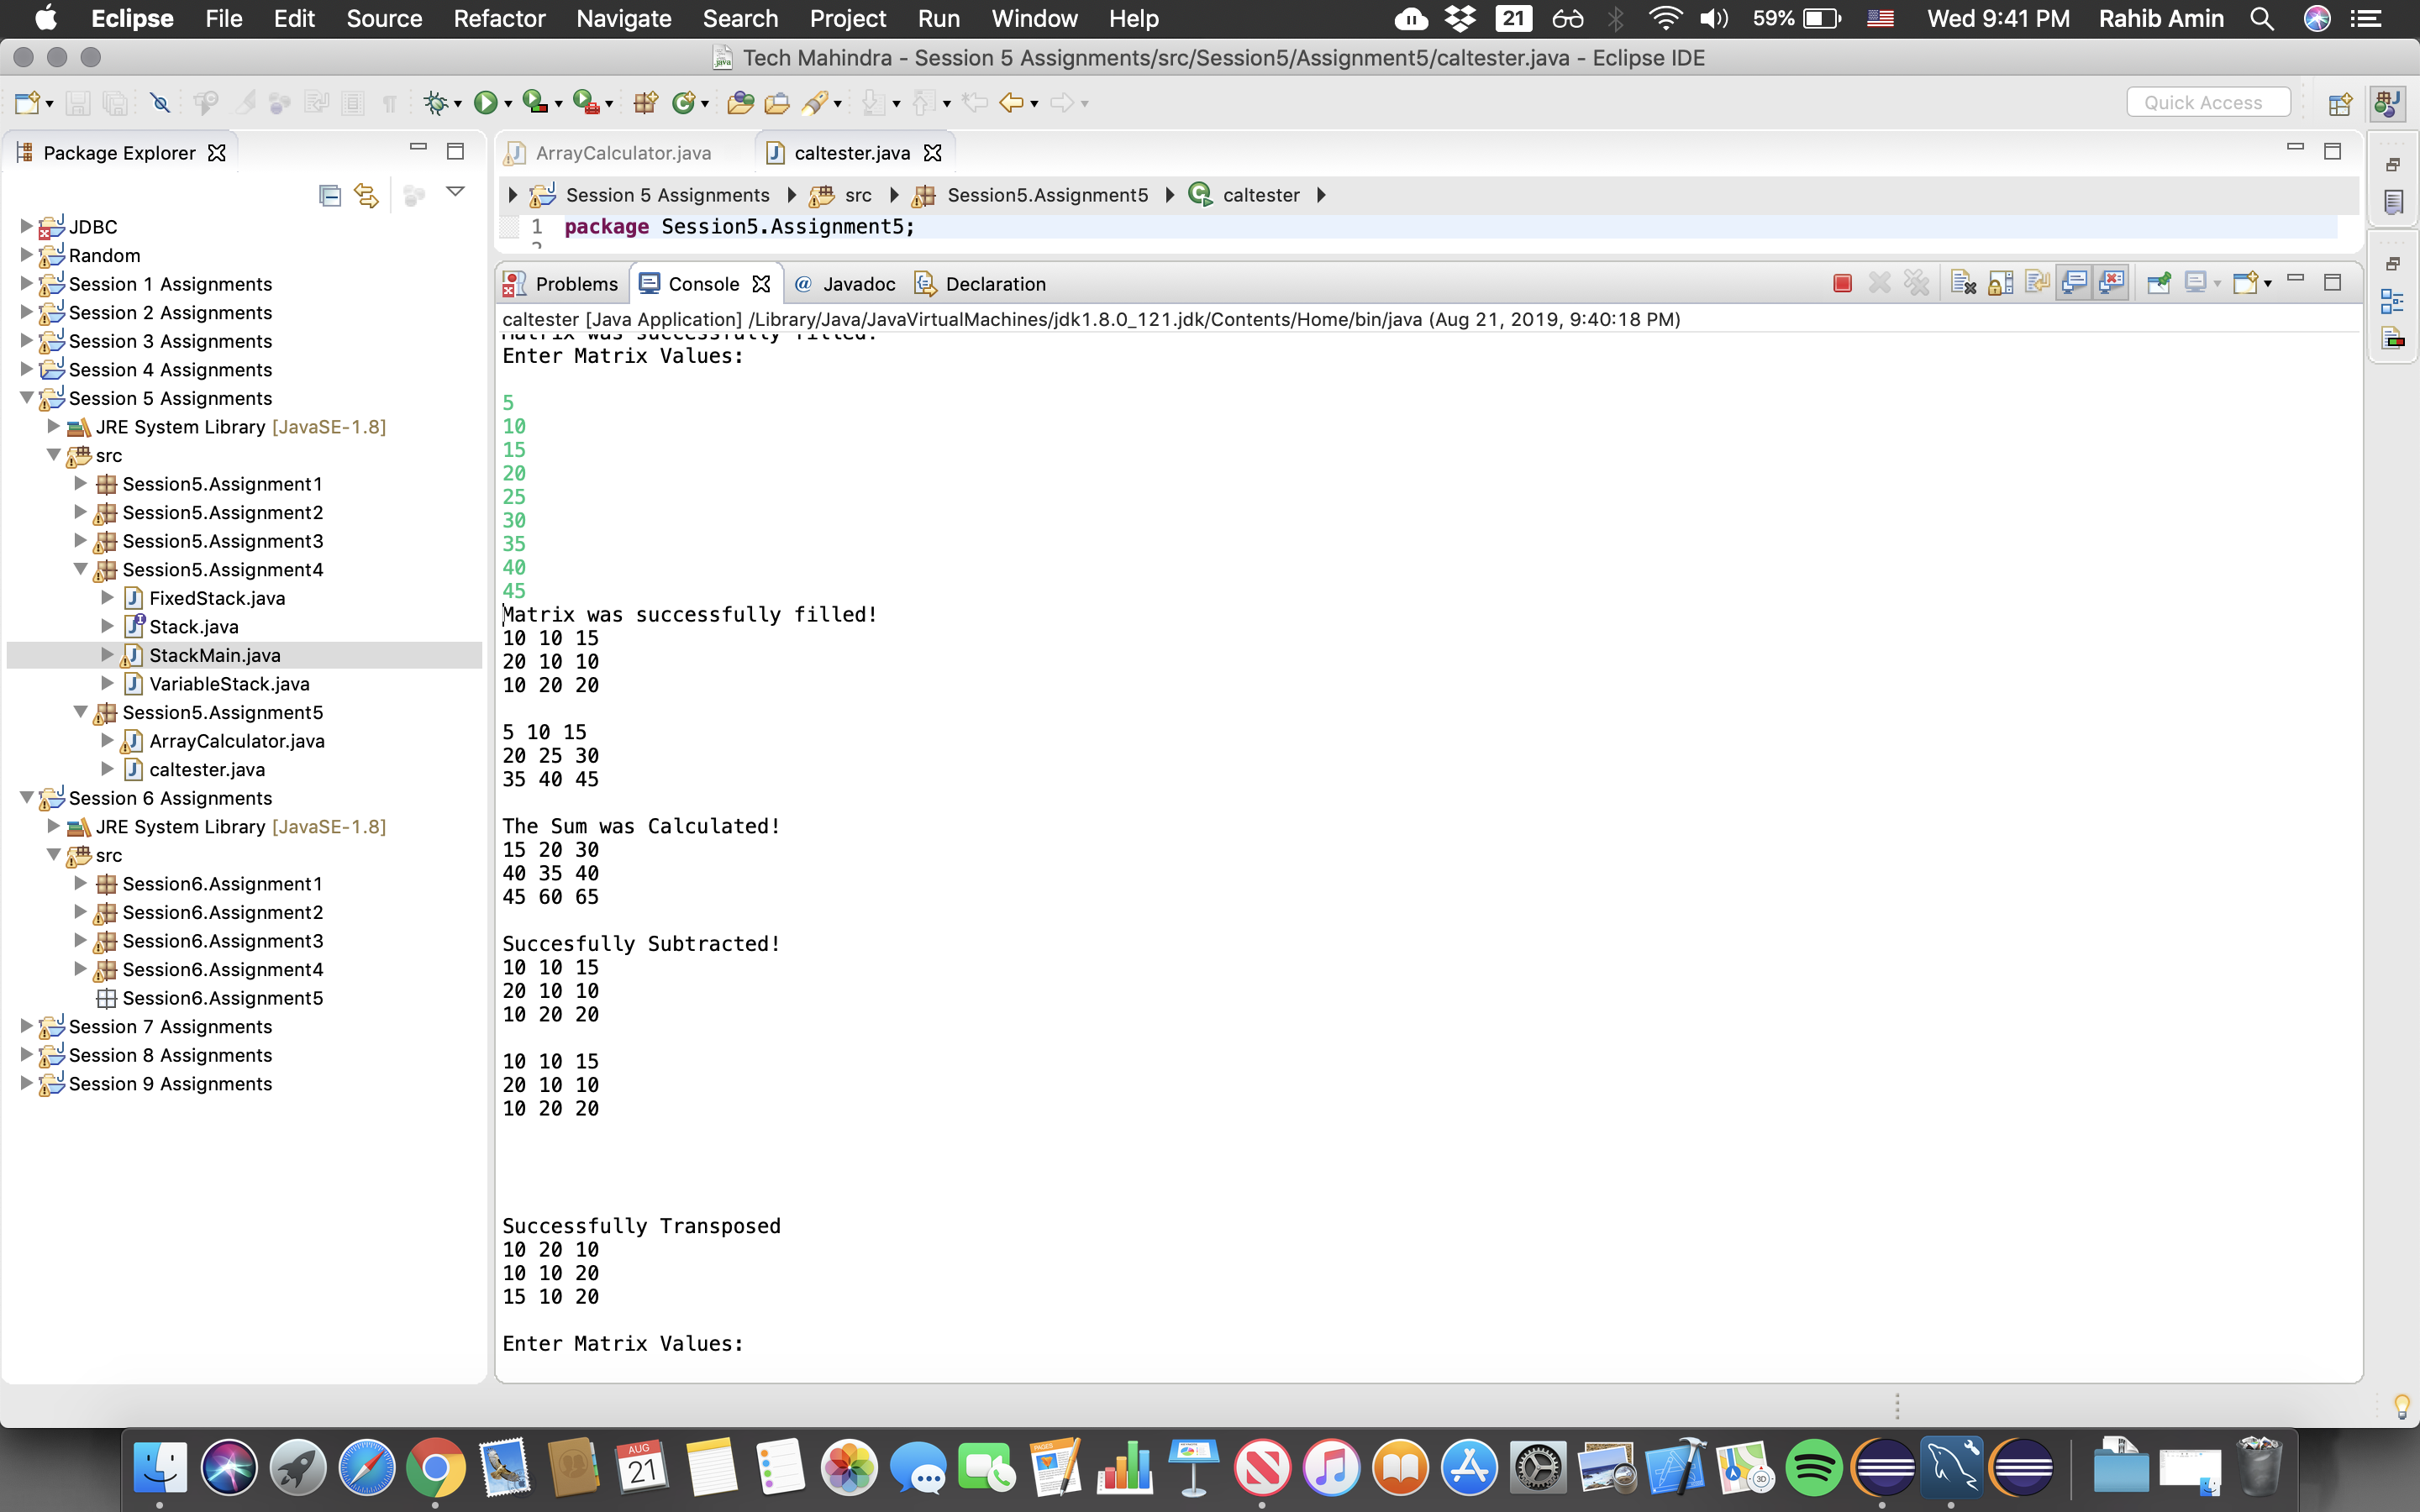 Eclipse File Edit Source Refactor Navigate Search Project Run Window Help 21 59% Wed 9:41 PM Rahib Amin
Tech Mahindra - Session 5 Assignments/src/Session5/Assignment5/caltester.java - Eclipse IDE
Quick Access
Package Explorer
JDBC
Random
Session 1 Assignments
Session 2 Assignments
Session 3 Assignments
Session 4 Assignments
Session 5 Assignments
JRE System Library [JavaSE-1.8]
src
Session5.Assignment1
Session5.Assignment2
Session5.Assignment3
Session5.Assignment4
FixedStack.java
Stack.java
StackMain.java
VariableStack.java
Session5.Assignment5
ArrayCalculator.java
caltester.java
Session 6 Assignments
JRE System Library [JavaSE-1.8]
src
Session6.Assignment1
Session6.Assignment2
Session6.Assignment3
Session6.Assignment4
Session6.Assignment5
Session 7 Assignments
Session 8 Assignments
Session 9 Assignments
ArrayCalculator.java caltester.java
Session 5 Assignments src Session5.Assignment5 caltester
1 package Session5.Assignment5;
2
Problems Console @ Javadoc Declaration
caltester [Java Application] /Library/Java/JavaVirtualMachines/jdk1.8.0_121.jdk/Contents/Home/bin/java (Aug 21, 2019, 9:40:18 PM)
Matrix was successfully filled!
Enter Matrix Values:
5
10
15
20
25
30
35
40
45
Matrix was successfully filled!
10 10 15
20 10 10
10 20 20
5 10 15
20 25 30
35 40 45
The Sum was Calculated!
15 20 30
40 35 40
45 60 65
Succesfully Subtracted!
10 10 15
20 10 10
10 20 20
10 10 15
20 10 10
10 20 20
Successfully Transposed
10 20 10
10 10 20
15 10 20
Enter Matrix Values:
AUG
21
PAGES
3D